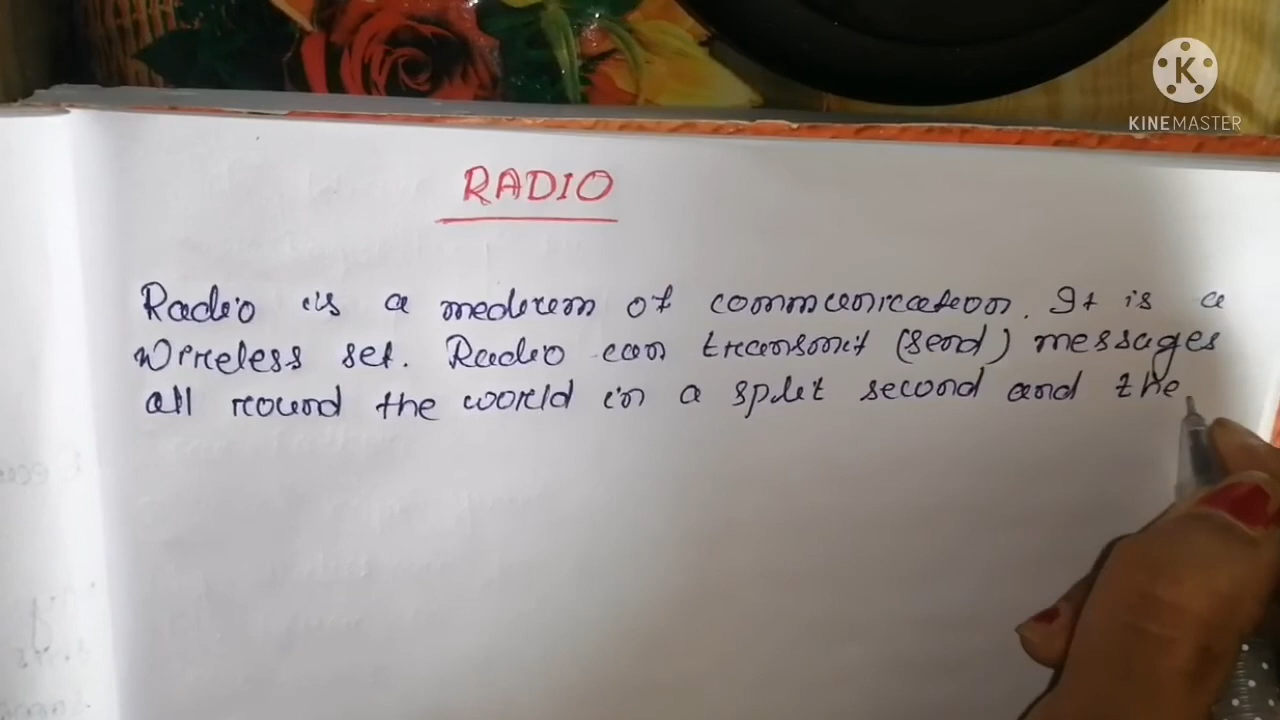 K
KINEMASTER
RADIO
Radio is a medium of communication. It is a
Wireless set. Radio can transmit (send) messages
all round the world in a split second and the